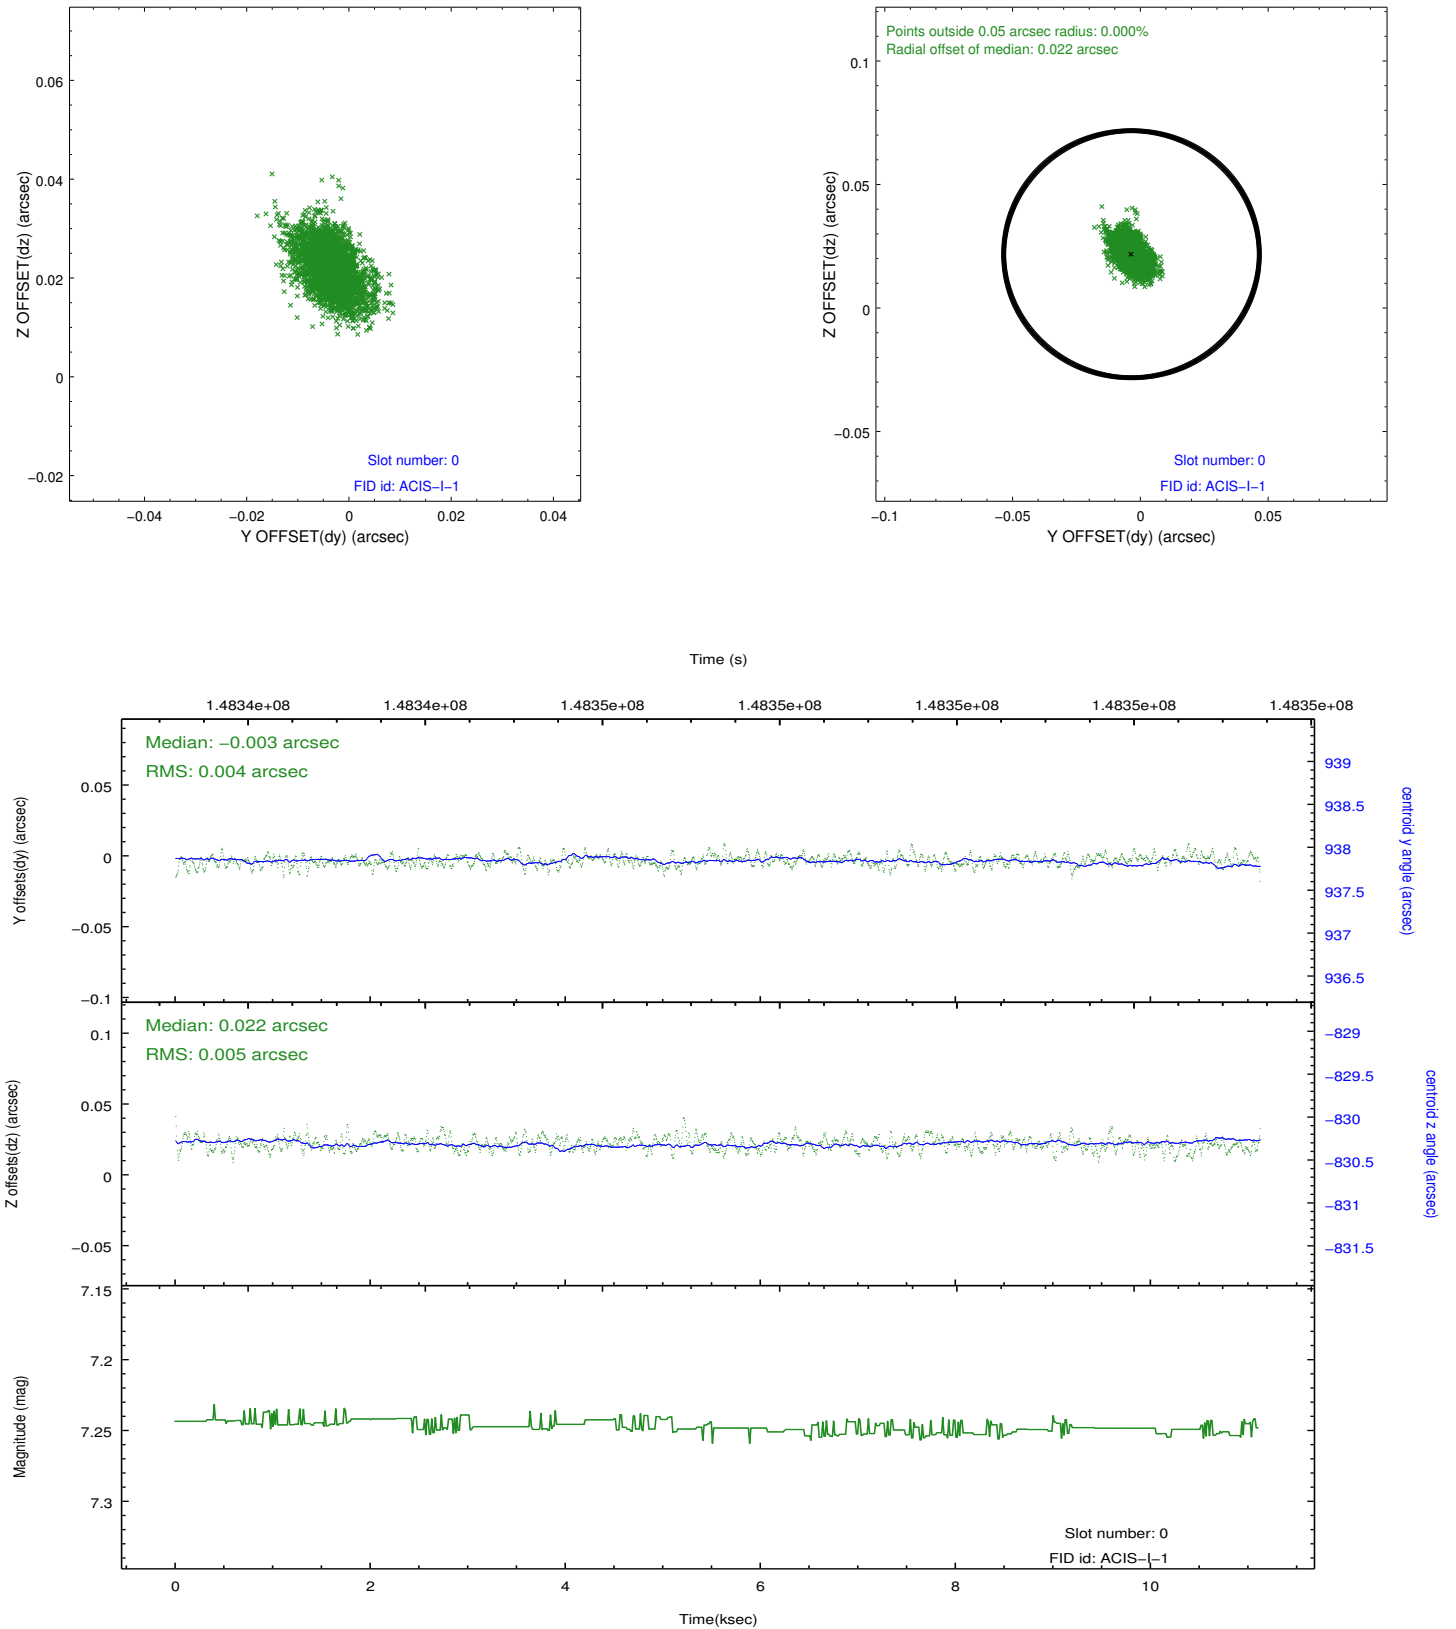 0.06
0.04
0.02
0
−0.02
Z OFFSET(dz) (arcsec)
Slot number: 0
FID id: ACIS−I−1
−0.04
−0.02
0
0.02
0.04
Y OFFSET(dy) (arcsec)
Points outside 0.05 arcsec radius: 0.000%
Radial offset of median: 0.022 arcsec
0.1
0.05
0
−0.05
Z OFFSET(dz) (arcsec)
Slot number: 0
FID id: ACIS−I−1
−0.1
−0.05
0
0.05
Y OFFSET(dy) (arcsec)
Time (s)
1.4834e+08
1.4834e+08
1.4835e+08
1.4835e+08
1.4835e+08
1.4835e+08
1.4835e+08
Median: −0.003 arcsec
RMS: 0.004 arcsec
0.05
0
−0.05
−0.1
Y offsets(dy) (arcsec)
939
938.5
938
937.5
937
936.5
centroid y angle (arcsec)
Median: 0.022 arcsec
RMS: 0.005 arcsec
0.1
0.05
0
−0.05
Z offsets(dz) (arcsec)
−829
−829.5
−830
−830.5
−831
−831.5
centroid z angle (arcsec)
7.15
7.2
7.25
7.3
Magnitude (mag)
Slot number: 0
FID id: ACIS−I−1
0
2
4
6
8
10
Time(ksec)